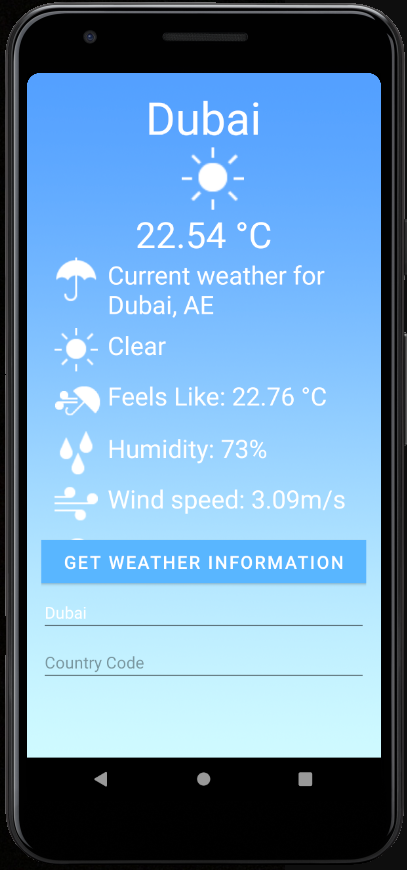 Dubai
22.54 °C
Current weather for
Dubai, AE
Clear
Feels Like: 22.76 °C
Humidity: 73%
Wind speed: 3.09m/s
GET WEATHER INFORMATION
Dubai
Country Code